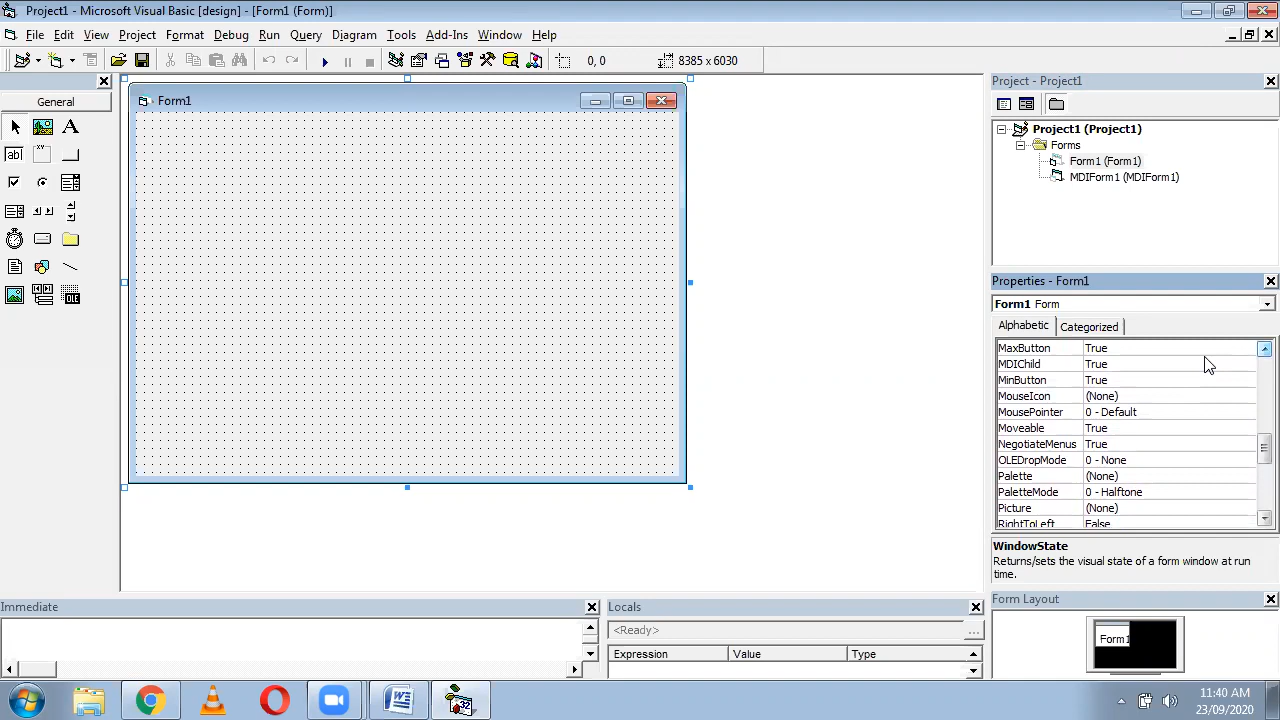 Project1 - Microsoft Visual Basic [design] - [Form1 (Form)]
File Edit View Project Format Debug Run Query Diagram Tools Add-Ins Window Help
0, 0 8385 x 6030
General
A
ab|
xy
OLE
Form1
Project - Project1
Project1 (Project1)
Forms
Form1 (Form1)
MDIForm1 (MDIForm1)
Properties - Form1
Form1 Form
Alphabetic Categorized
MaxButton True
MDIChild True
MinButton True
MouseIcon (None)
MousePointer 0 - Default
Moveable True
NegotiateMenus True
OLEDropMode 0 - None
Palette (None)
PaletteMode 0 - Halftone
Picture (None)
RightToLeft False
WindowState
Returns/sets the visual state of a form window at run
time.
Form Layout
Form1
Immediate
Locals
<Ready>
...
Expression Value Type
32
11:40 AM
23/09/2020